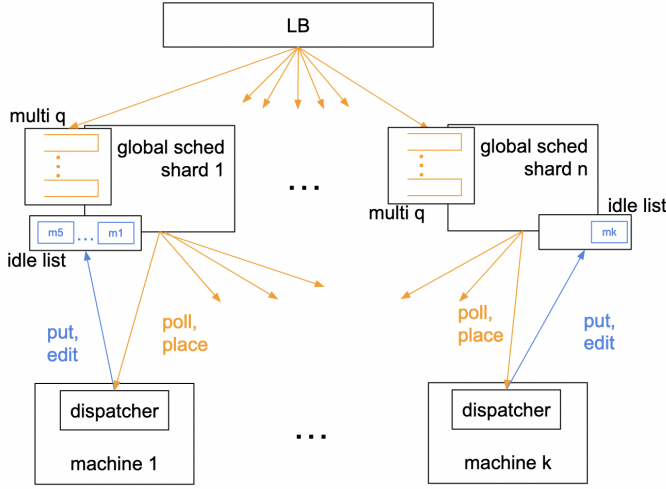 LB
multi q
global sched
shard 1
...
global sched
shard n
multi q
idle list
m5 ... m1
mk
idle list
put,
edit
poll,
place
poll,
place
put,
edit
dispatcher
machine 1
...
dispatcher
machine k